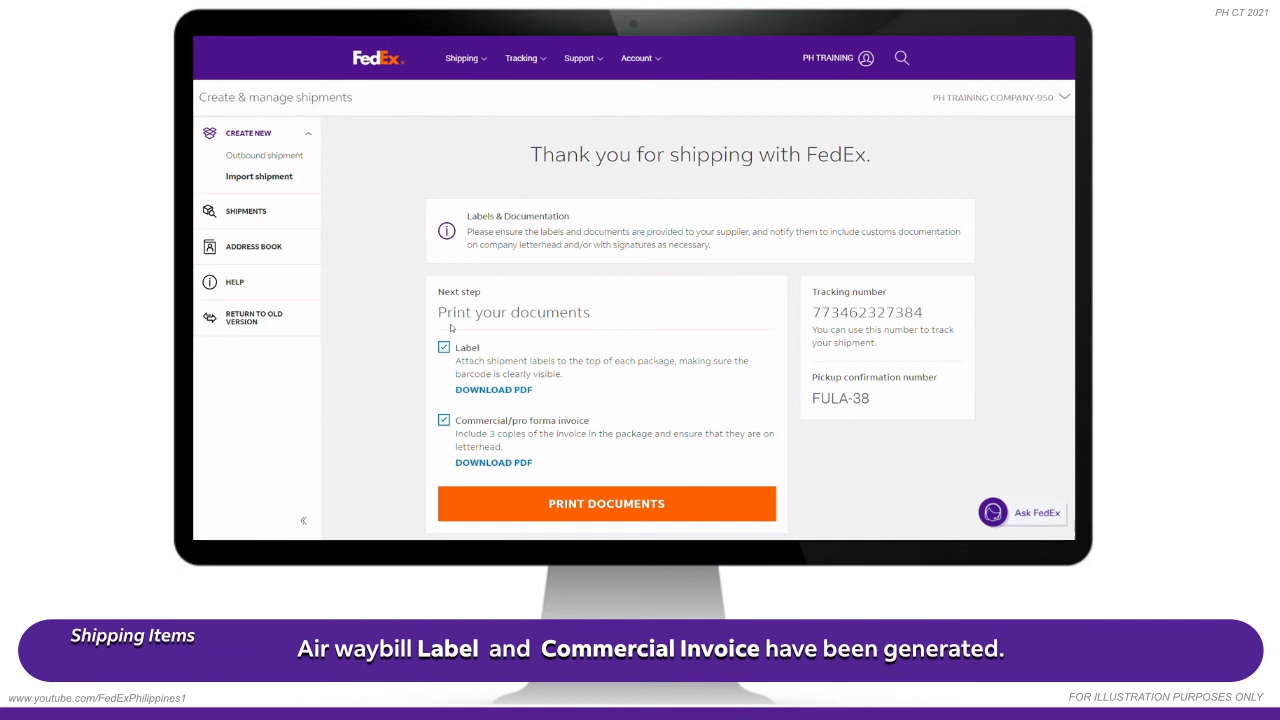 PH CT 2021
FedEx.
Shipping
Tracking
Support
Account
PH TRAINING
Create & manage shipments
PH TRAINING COMPANY-950
CREATE NEW
Outbound shipment
Import shipment
SHIPMENTS
ADDRESS BOOK
HELP
RETURN TO OLD
VERSION
Thank you for shipping with FedEx.
Labels & Documentation
Please ensure the labels and documents are provided to your supplier, and notify them to include customs documentation
on company letterhead and/or with signatures as necessary.
Next step
Print your documents
Label
Attach shipment labels to the top of each package, making sure the
barcode is clearly visible.
DOWNLOAD PDF
Commercial/pro forma invoice
Include 3 copies of the invoice in the package and ensure that they are on
letterhead.
DOWNLOAD PDF
PRINT DOCUMENTS
Tracking number
773462327384
You can use this number to track
your shipment.
Pickup confirmation number
FULA-38
Ask FedEx
Shipping Items
Air waybill Label and Commercial Invoice have been generated.
www.youtube.com/FedExPhilippines1
FOR ILLUSTRATION PURPOSES ONLY